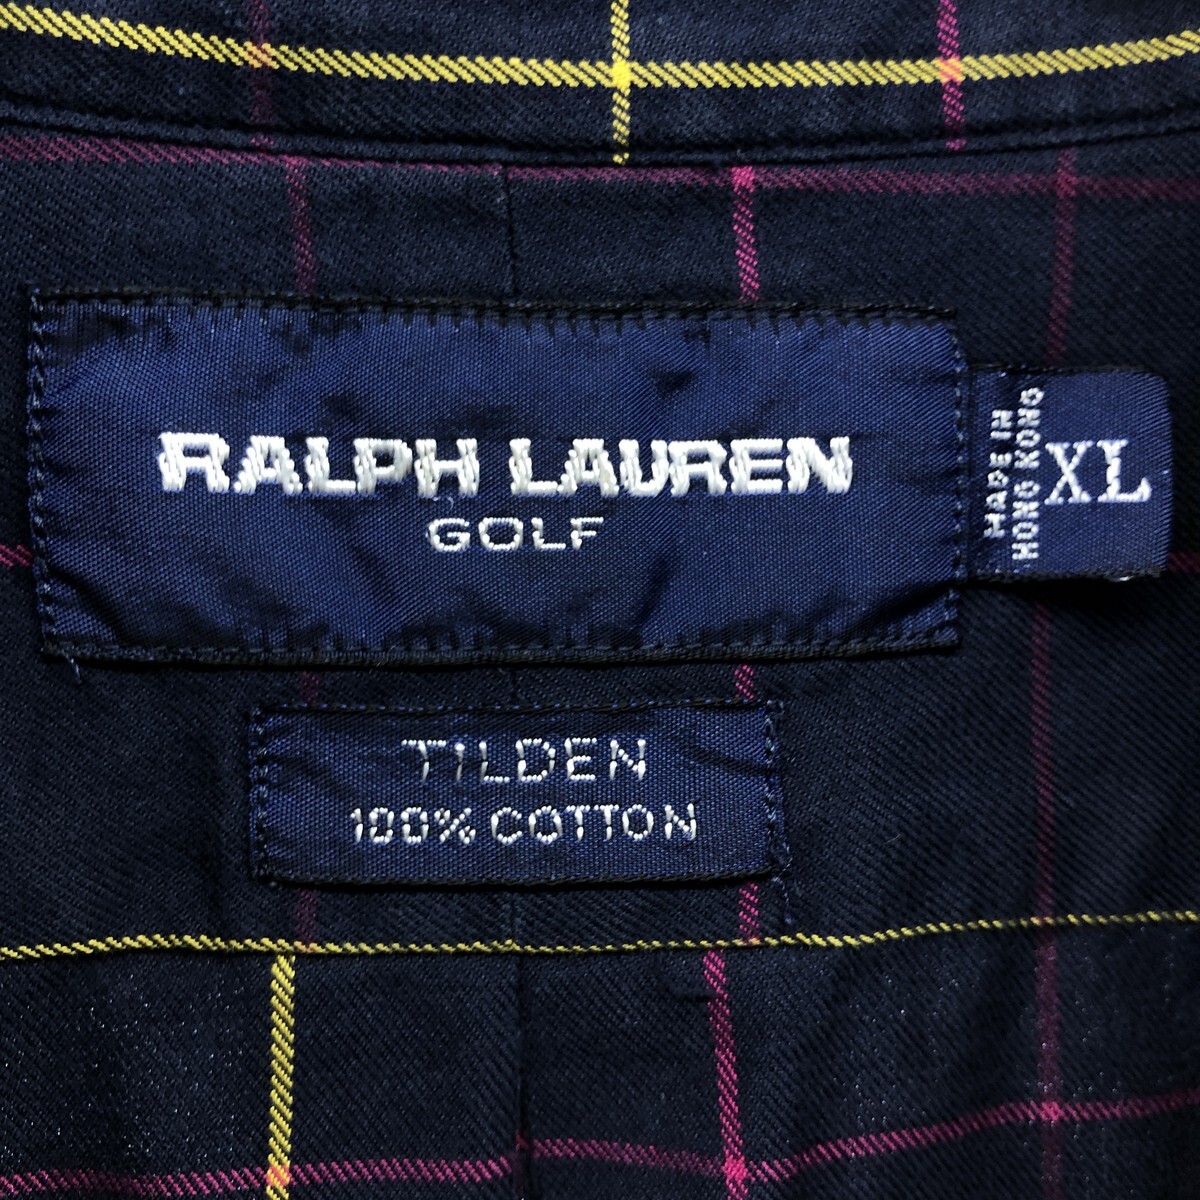 RALPH LAUREN
GOLF
MADE IN
HONG KONG
XL
TILDEN
100% COTTON